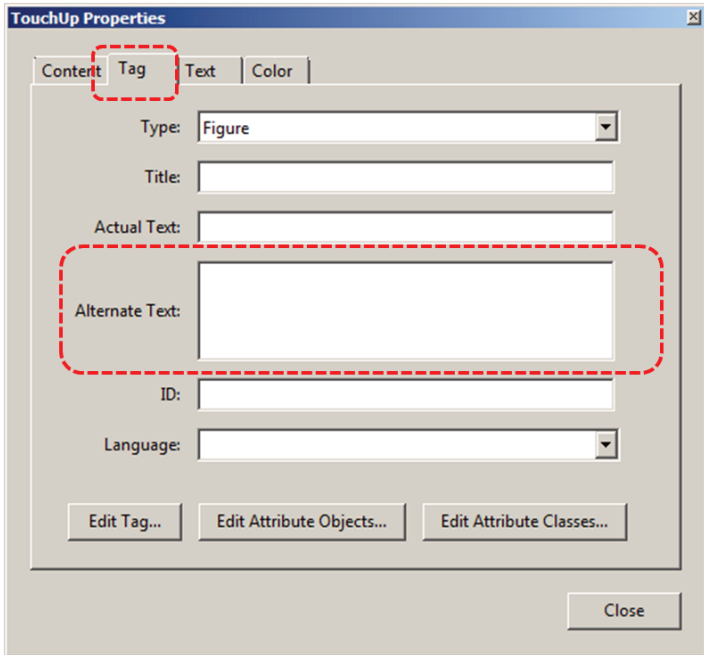 TouchUp Properties
Content Tag Text Color
Type: Figure
Title:
Actual Text:
Alternate Text:
ID:
Language:
Edit Tag... Edit Attribute Objects... Edit Attribute Classes...
Close